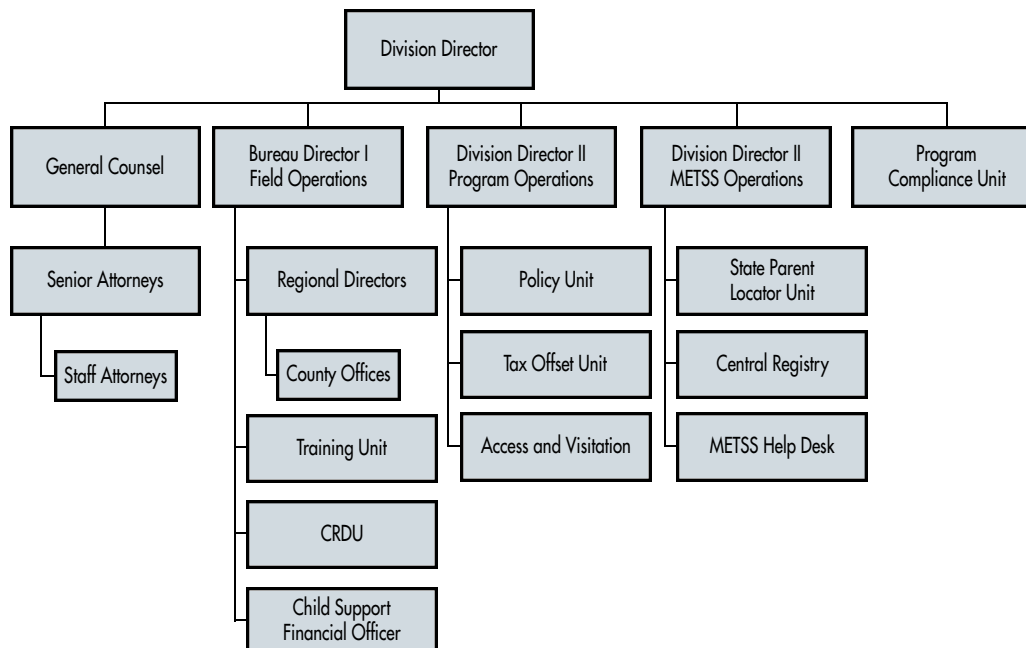 Division Director
General Counsel
Bureau Director I
Field Operations
Division Director II
Program Operations
Division Director II
METSS Operations
Program
Compliance Unit
Senior Attorneys
Regional Directors
Policy Unit
State Parent
Locator Unit
Staff Attorneys
County Offices
Tax Offset Unit
Central Registry
Training Unit
Access and Visitation
METSS Help Desk
CRDU
Child Support
Financial Officer